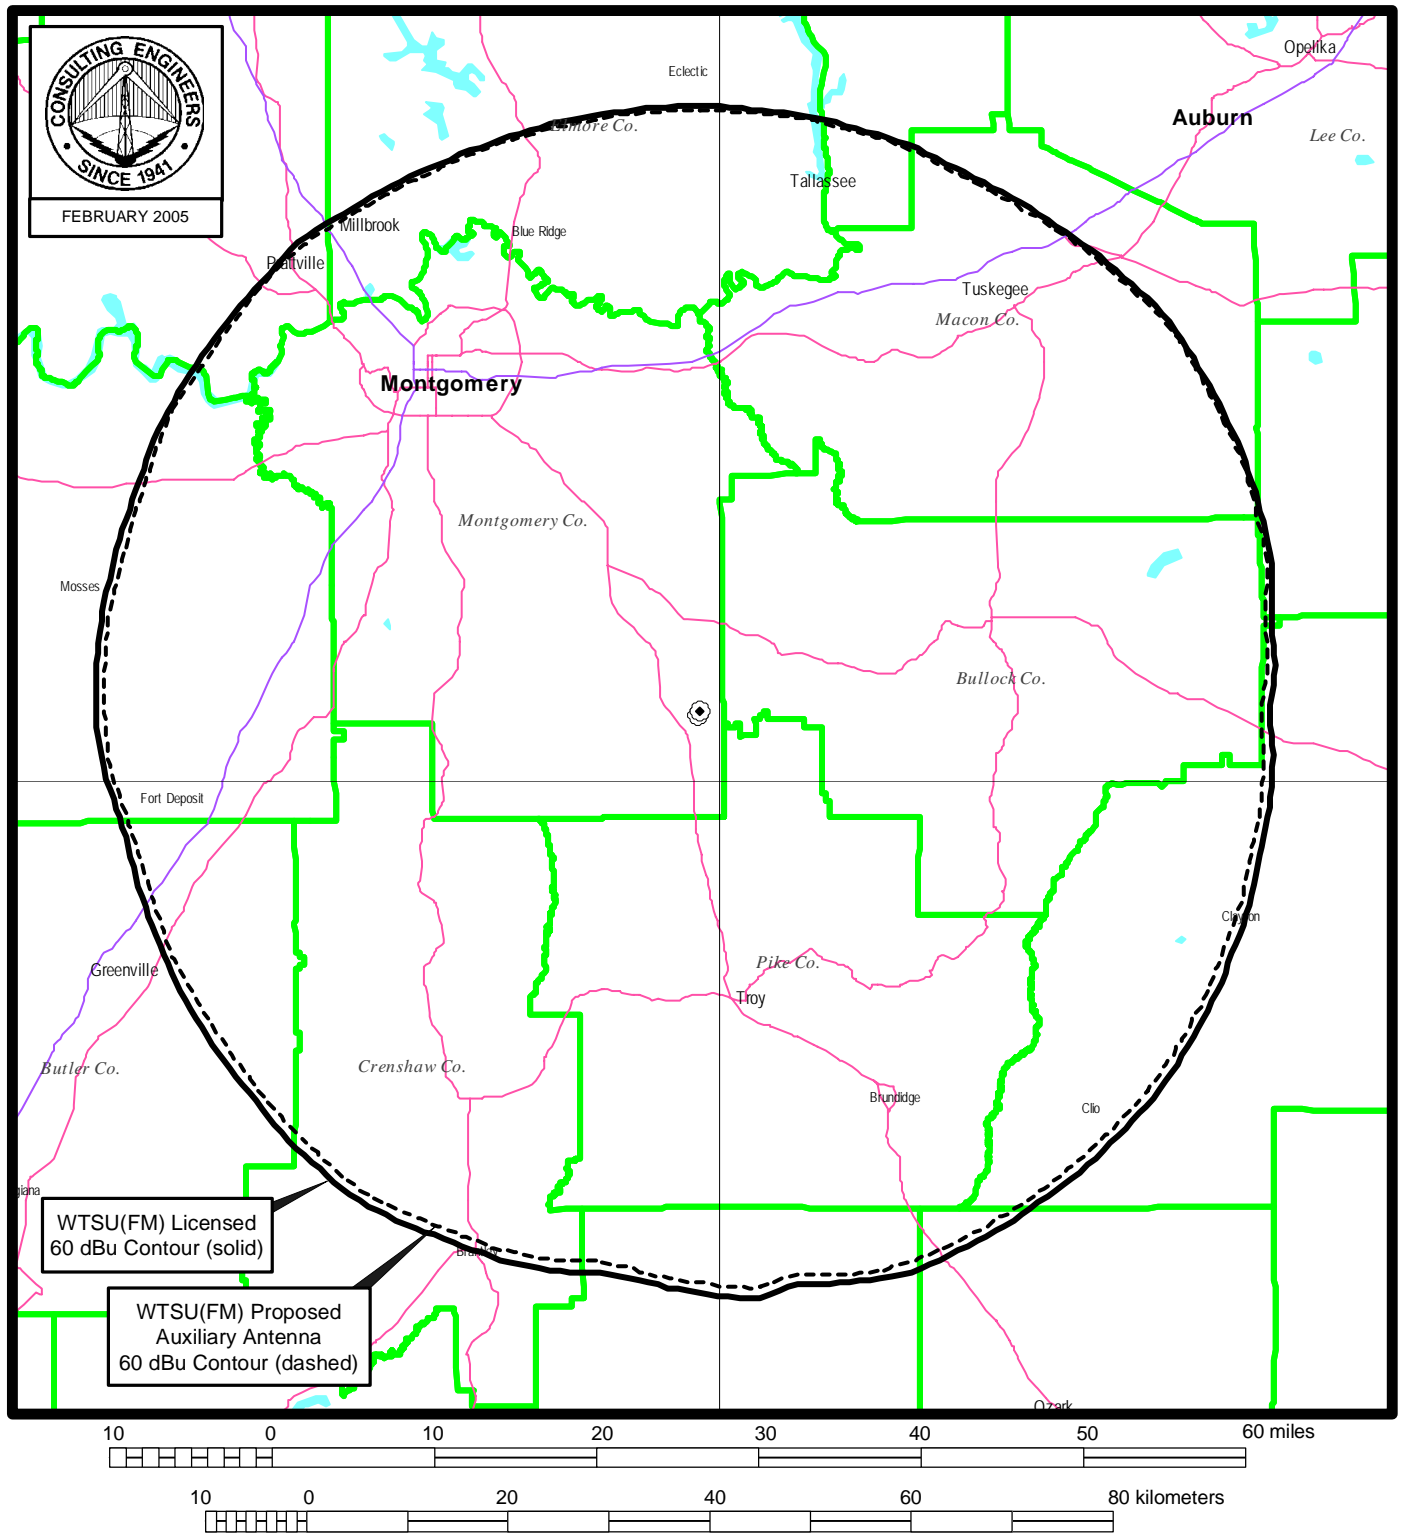 CONSULTING ENGINEERS
• SINCE 1941 •
FEBRUARY 2005
Eclectic
Opelika
Auburn
Elmore Co.
Lee Co.
Tallassee
Millbrook
Blue Ridge
Prattville
Tuskegee
Macon Co.
Montgomery
Montgomery Co.
Mosses
Bullock Co.
Fort Deposit
Clayton
Greenville
Pike Co.
Troy
Butler Co.
Crenshaw Co.
Brundidge
Clio
giana
WTSU(FM) Licensed
60 dBu Contour (solid)
Brantley
WTSU(FM) Proposed
Auxiliary Antenna
60 dBu Contour (dashed)
Ozark
10 0 10 20 30 40 50 60 miles
10 0 20 40 60 80 kilometers